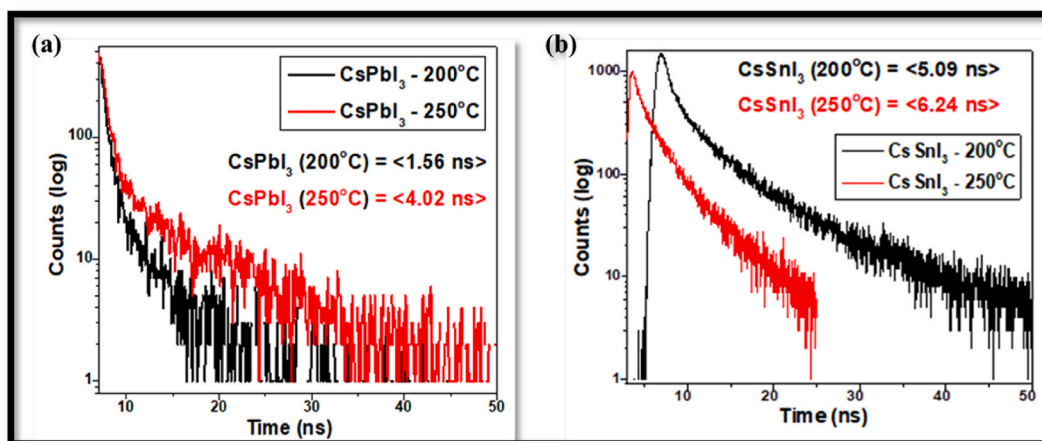 (a)
CsPbI₃ - 200°C
CsPbI₃ - 250°C
CsPbI₃ (200°C) = <1.56 ns>
CsPbI₃ (250°C) = <4.02 ns>
Counts (log)
100
10
1
10
20
30
40
50
Time (ns)
(b)
CsSnI₃ (200°C) = <5.09 ns>
CsSnI₃ (250°C) = <6.24 ns>
Cs SnI₃ - 200°C
Cs SnI₃ - 250°C
Counts (log)
1000
100
10
1
10
20
30
40
50
Time (ns)